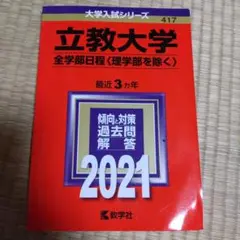 大学入試シリーズ
417
立教大学
全学部日程〈理学部を除く〉
最近3カ年
傾向と対策
過去問
解答
2021
教学社